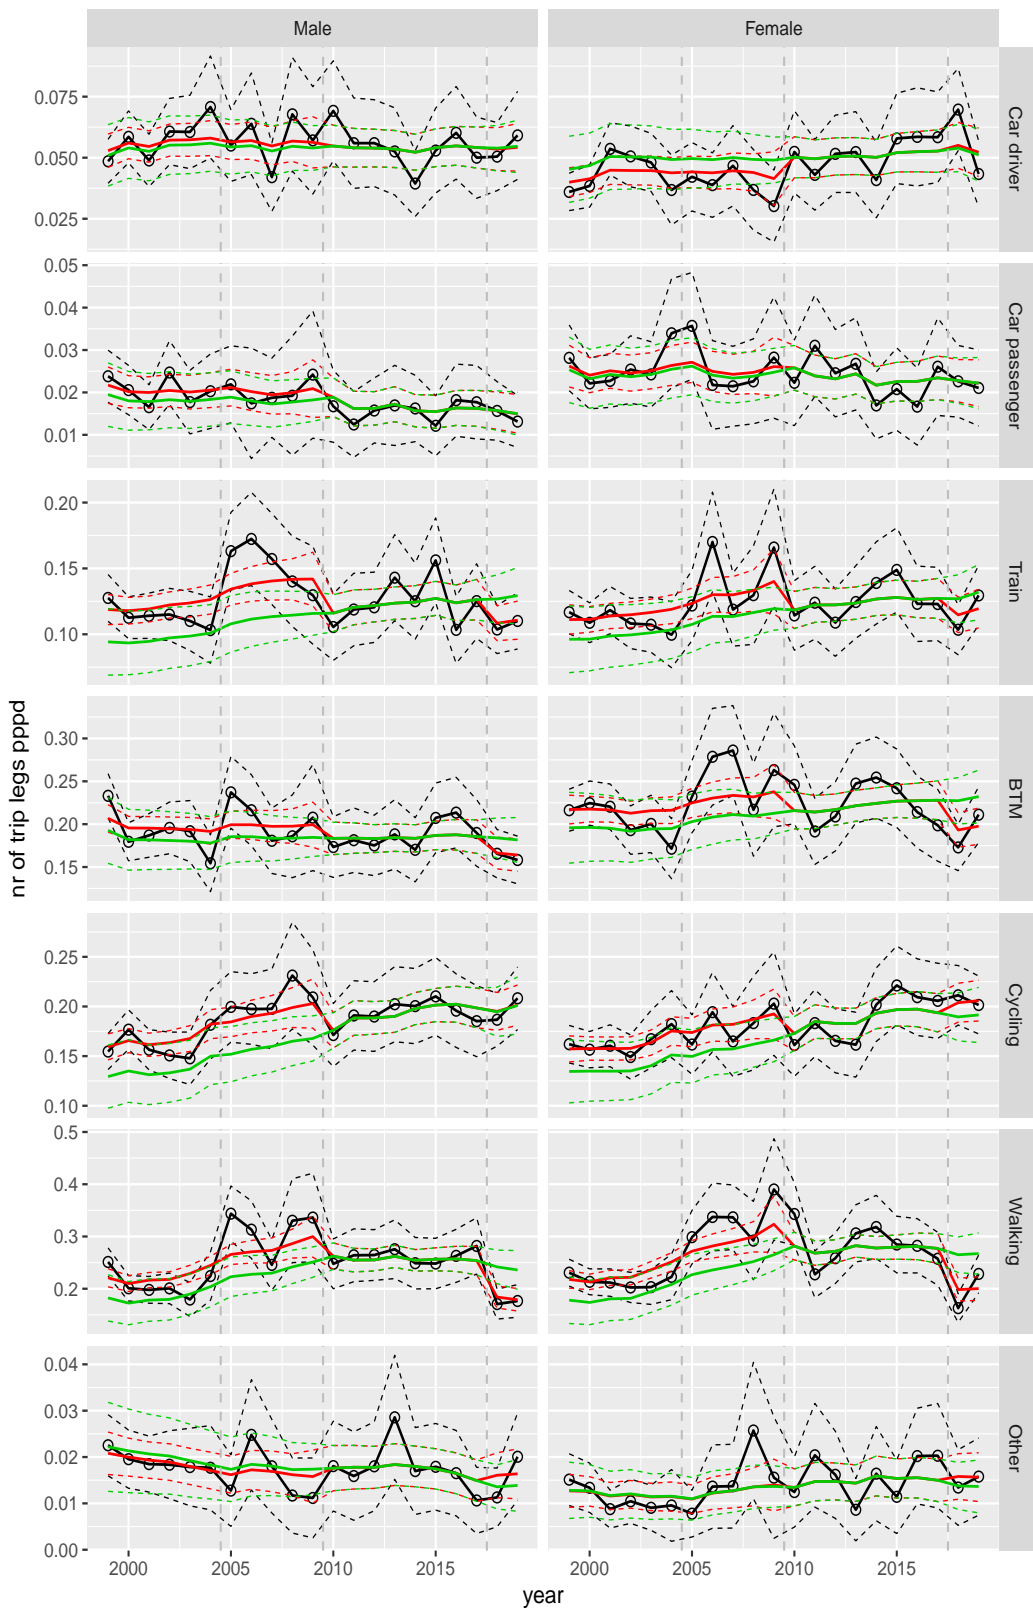 Male Female
0.075
0.050
0.025
Car driver
0.05
0.04
0.03
0.02
0.01
Car passenger
0.20
0.15
0.10
Train
0.30
0.25
0.20
0.15
BTM
0.25
0.20
0.15
0.10
Cycling
0.5
0.4
0.3
0.2
Walking
0.04
0.03
0.02
0.01
0.00
Other
nr of trip legs pppd
2000 2005 2010 2015 2000 2005 2010 2015
year